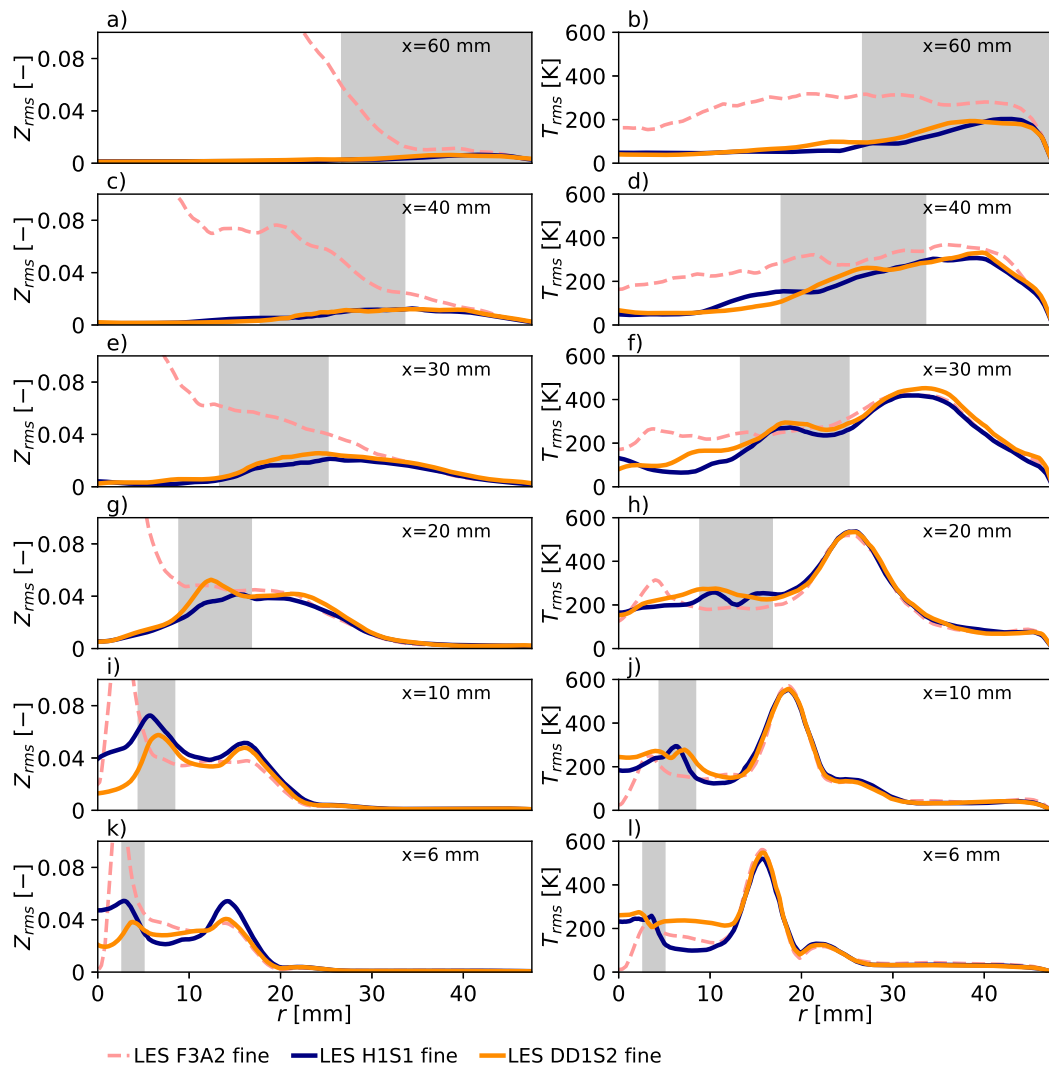 a)
x=60 mm
Z_rms [−]
0.08
0.04
0
b)
x=60 mm
T_rms [K]
600
400
200
0
c)
x=40 mm
Z_rms [−]
0.08
0.04
0
d)
x=40 mm
T_rms [K]
600
400
200
0
e)
x=30 mm
Z_rms [−]
0.08
0.04
0
f)
x=30 mm
T_rms [K]
600
400
200
0
g)
x=20 mm
Z_rms [−]
0.08
0.04
0
h)
x=20 mm
T_rms [K]
600
400
200
0
i)
x=10 mm
Z_rms [−]
0.08
0.04
0
j)
x=10 mm
T_rms [K]
600
400
200
0
k)
x=6 mm
Z_rms [−]
0.08
0.04
0
l)
x=6 mm
T_rms [K]
600
400
200
0
0 10 20 30 40
r [mm]
0 10 20 30 40
r [mm]
LES F3A2 fine LES H1S1 fine LES DD1S2 fine